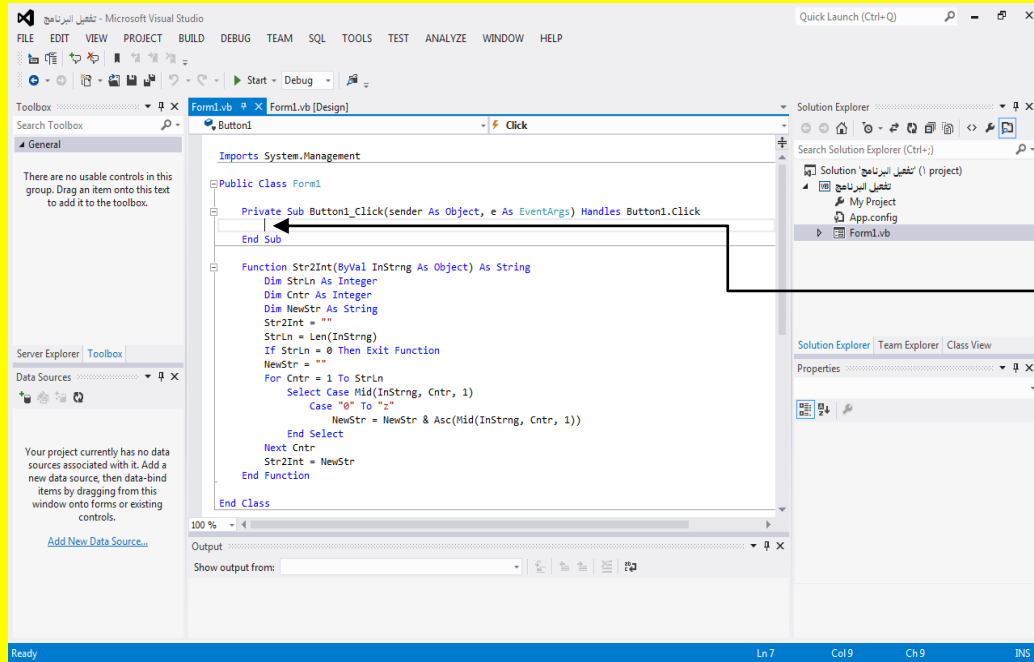 تفعيل البرنامج - Microsoft Visual Studio
Quick Launch (Ctrl+Q)
FILE EDIT VIEW PROJECT BUILD DEBUG TEAM SQL TOOLS TEST ANALYZE WINDOW HELP
Start Debug
Toolbox
Search Toolbox
General
There are no usable controls in this
group. Drag an item onto this text
to add it to the toolbox.
Server Explorer Toolbox
Data Sources
Your project currently has no data
sources associated with it. Add a
new data source, then data-bind
items by dragging from this
window onto forms or existing
controls.
Add New Data Source...
Form1.vb Form1.vb [Design]
Button1 Click
Imports System.Management
Public Class Form1
Private Sub Button1_Click(sender As Object, e As EventArgs) Handles Button1.Click
End Sub
Function Str2Int(ByVal InStrng As Object) As String
Dim StrLn As Integer
Dim Cntr As Integer
Dim NewStr As String
Str2Int = ""
StrLn = Len(InStrng)
If StrLn = 0 Then Exit Function
NewStr = ""
For Cntr = 1 To StrLn
Select Case Mid(InStrng, Cntr, 1)
Case "0" To "z"
NewStr = NewStr & Asc(Mid(InStrng, Cntr, 1))
End Select
Next Cntr
Str2Int = NewStr
End Function
End Class
100 %
Output
Show output from:
Solution Explorer
Search Solution Explorer (Ctrl+;)
Solution 'تفعيل البرنامج' (١ project)
تفعيل البرنامج
My Project
App.config
Form1.vb
Solution Explorer Team Explorer Class View
Properties
Ready Ln 7 Col 9 Ch 9 INS